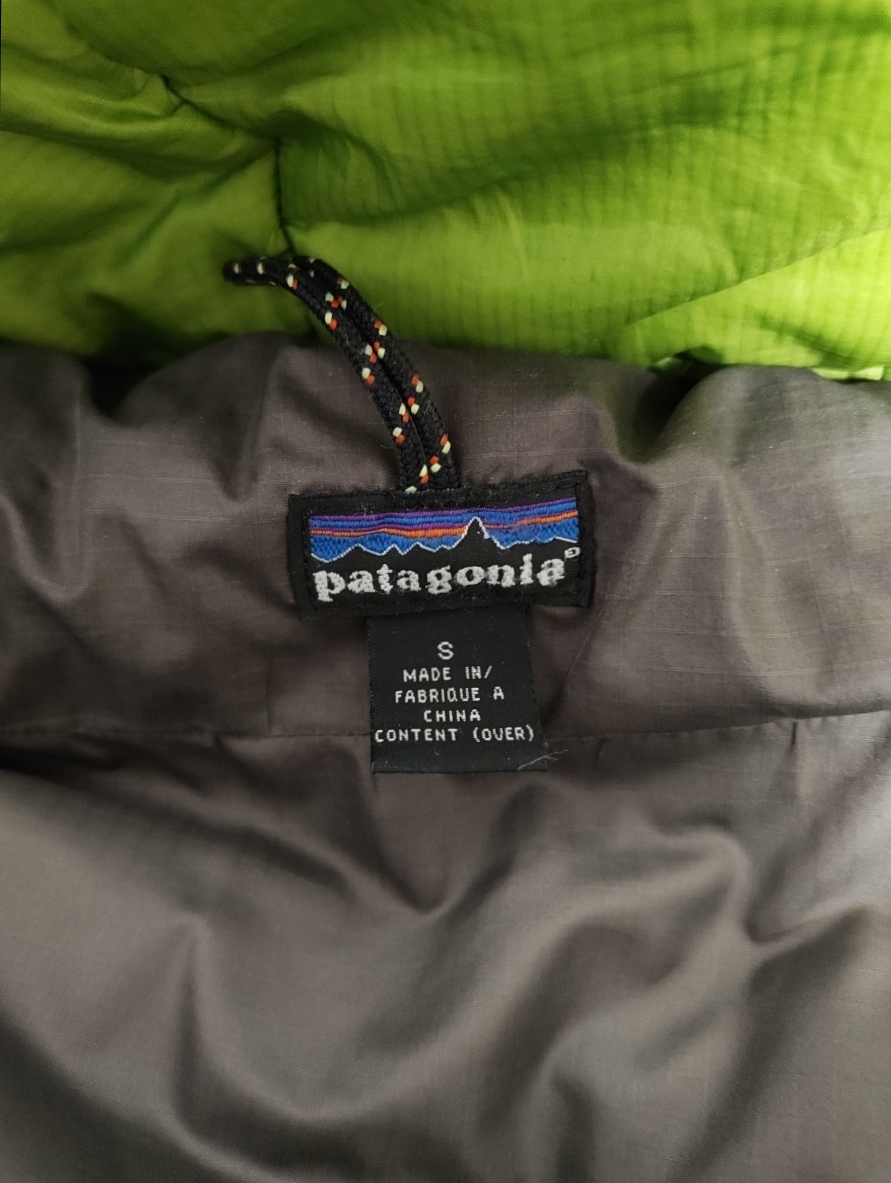 patagonia®
S
MADE IN/
FABRIQUE A
CHINA
CONTENT (OVER)